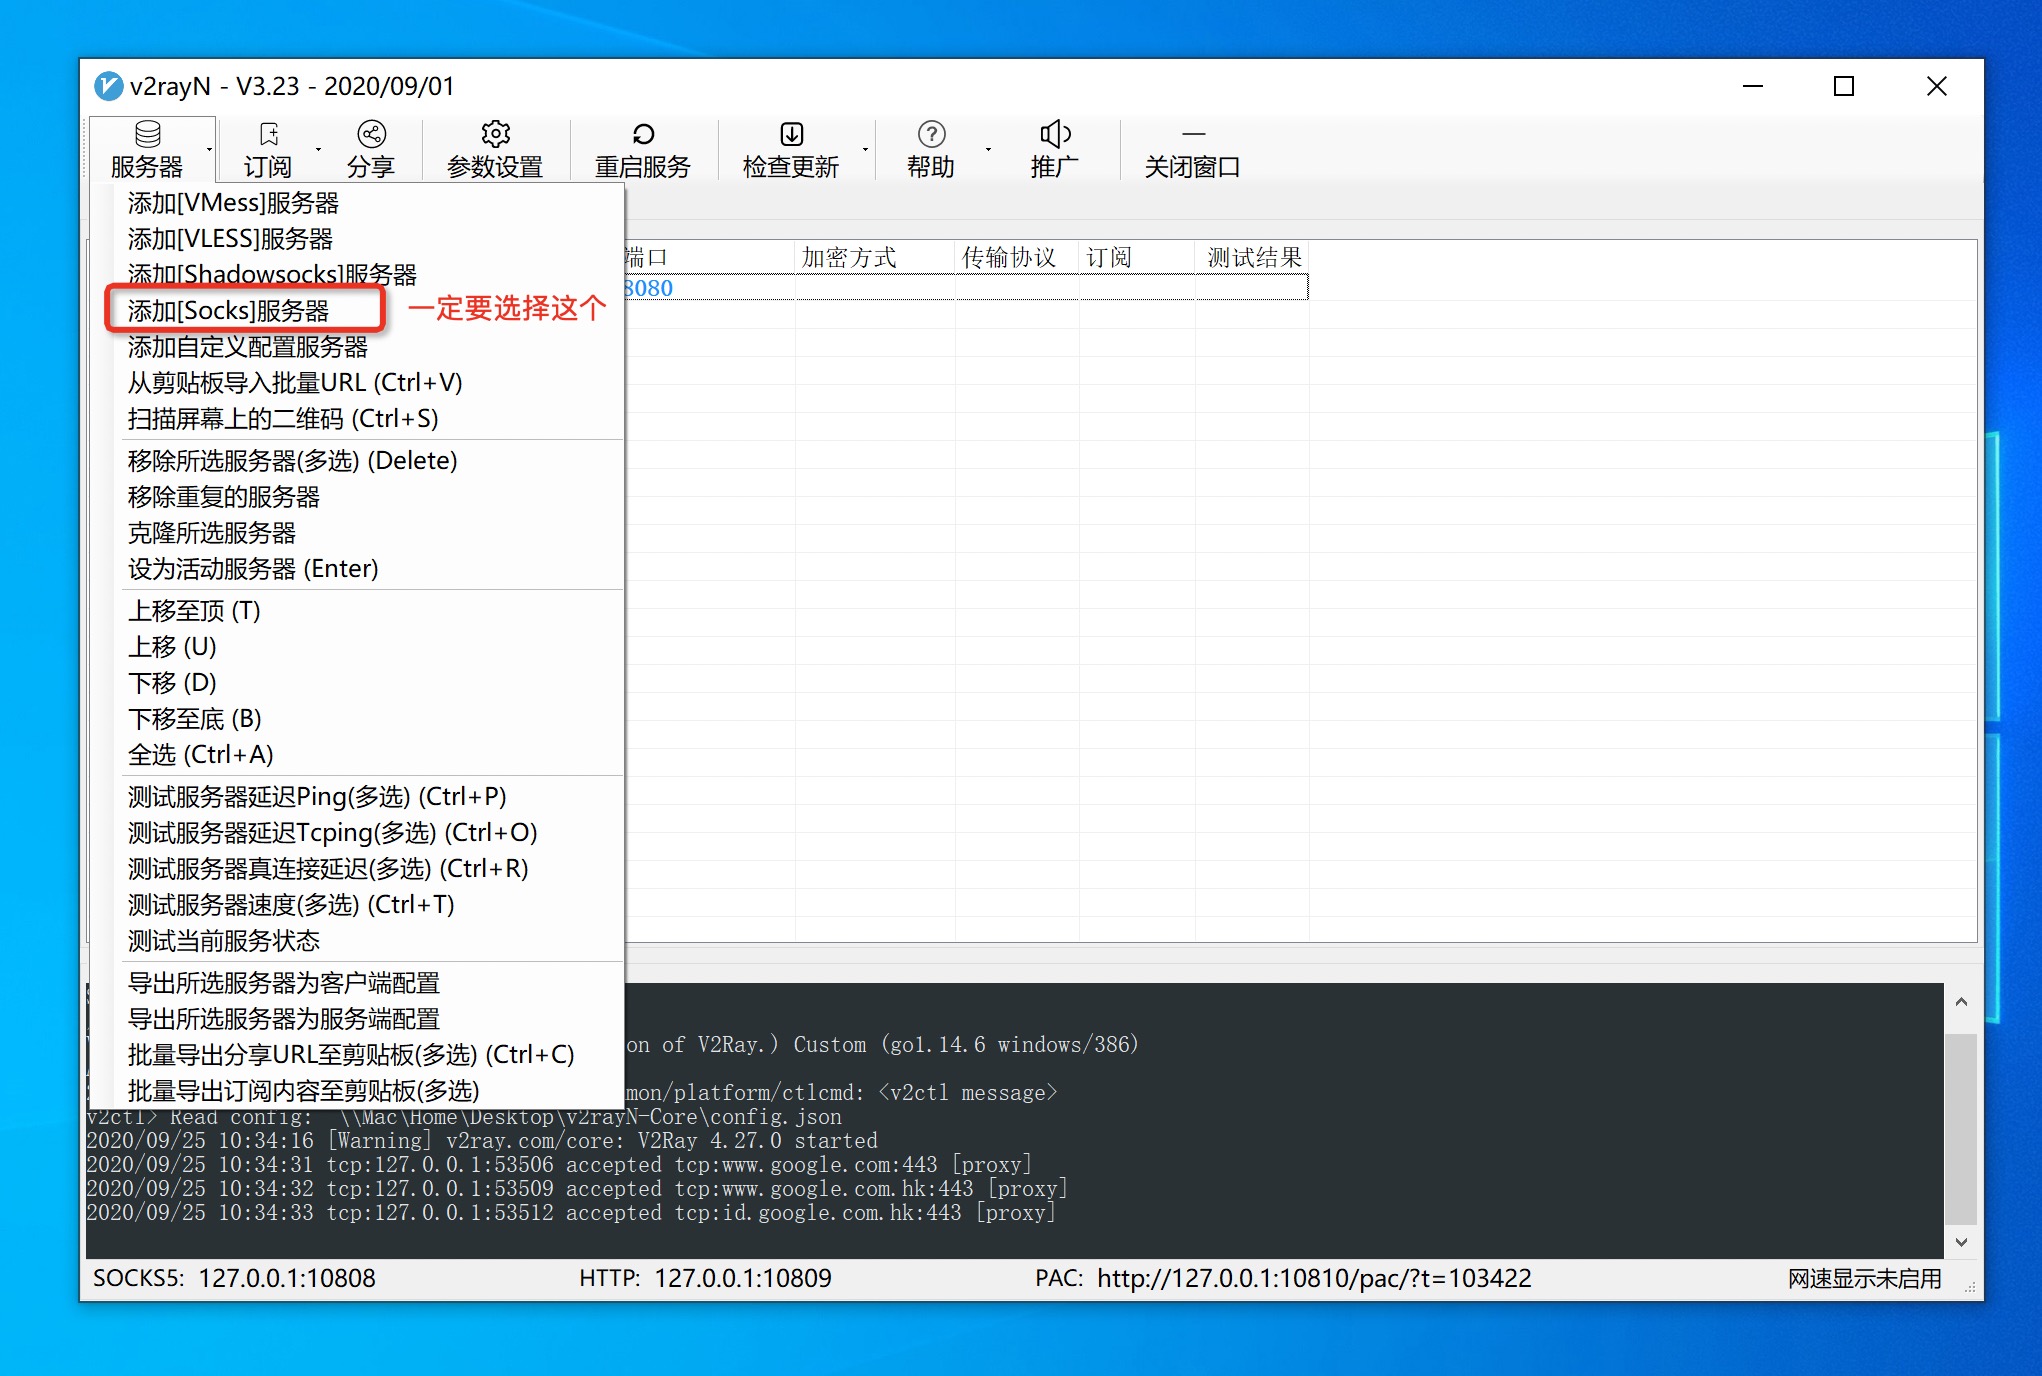 v2rayN - V3.23 - 2020/09/01
服务器 订阅 分享 参数设置 重启服务 检查更新 帮助 推广 关闭窗口
添加[VMess]服务器
添加[VLESS]服务器
添加[Shadowsocks]服务器
添加[Socks]服务器 一定要选择这个
添加自定义配置服务器
从剪贴板导入批量URL (Ctrl+V)
扫描屏幕上的二维码 (Ctrl+S)
移除所选服务器(多选) (Delete)
移除重复的服务器
克隆所选服务器
设为活动服务器 (Enter)
上移至顶 (T)
上移 (U)
下移 (D)
下移至底 (B)
全选 (Ctrl+A)
测试服务器延迟Ping(多选) (Ctrl+P)
测试服务器延迟Tcping(多选) (Ctrl+O)
测试服务器真连接延迟(多选) (Ctrl+R)
测试服务器速度(多选) (Ctrl+T)
测试当前服务状态
导出所选服务器为客户端配置
导出所选服务器为服务端配置
批量导出分享URL至剪贴板(多选) (Ctrl+C)
批量导出订阅内容至剪贴板(多选)
端口 加密方式 传输协议 订阅 测试结果
8080
on of V2Ray.) Custom (go1.14.6 windows/386)
mon/platform/ctlcmd: <v2ctl message>
v2ctl> Read config: \\Mac\Home\Desktop\v2rayN-Core\config.json
2020/09/25 10:34:16 [Warning] v2ray.com/core: V2Ray 4.27.0 started
2020/09/25 10:34:31 tcp:127.0.0.1:53506 accepted tcp:www.google.com:443 [proxy]
2020/09/25 10:34:32 tcp:127.0.0.1:53509 accepted tcp:www.google.com.hk:443 [proxy]
2020/09/25 10:34:33 tcp:127.0.0.1:53512 accepted tcp:id.google.com.hk:443 [proxy]
SOCKS5: 127.0.0.1:10808 HTTP: 127.0.0.1:10809 PAC: http://127.0.0.1:10810/pac/?t=103422 网速显示未启用